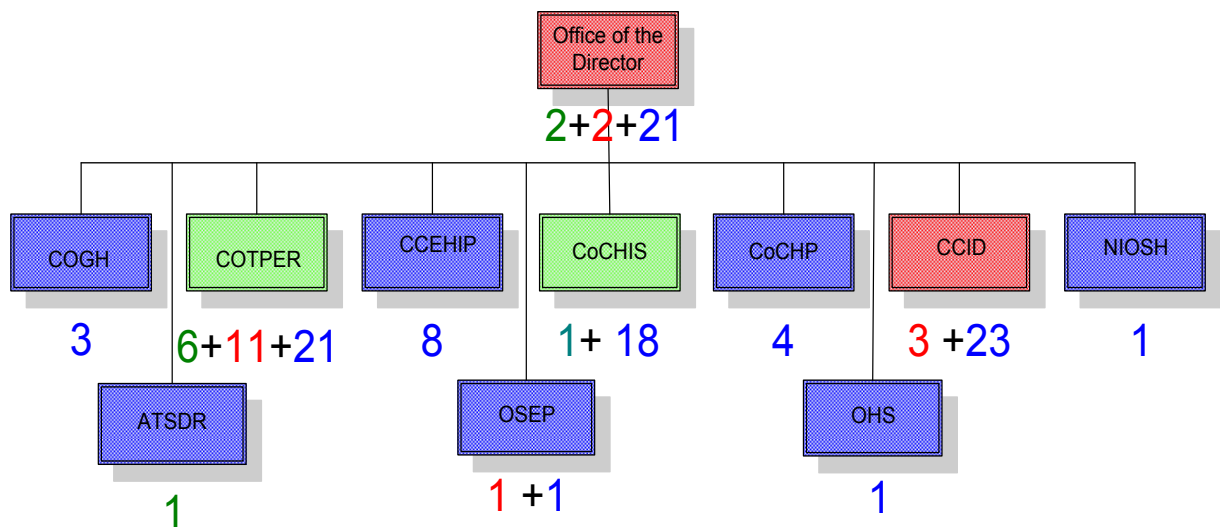 Office of the
Director
2+2+21
COGH
COTPER
CCEHIP
CoCHIS
CoCHP
CCID
NIOSH
3
6+11+21
8
1+ 18
4
3 +23
1
ATSDR
OSEP
OHS
1
1 +1
1